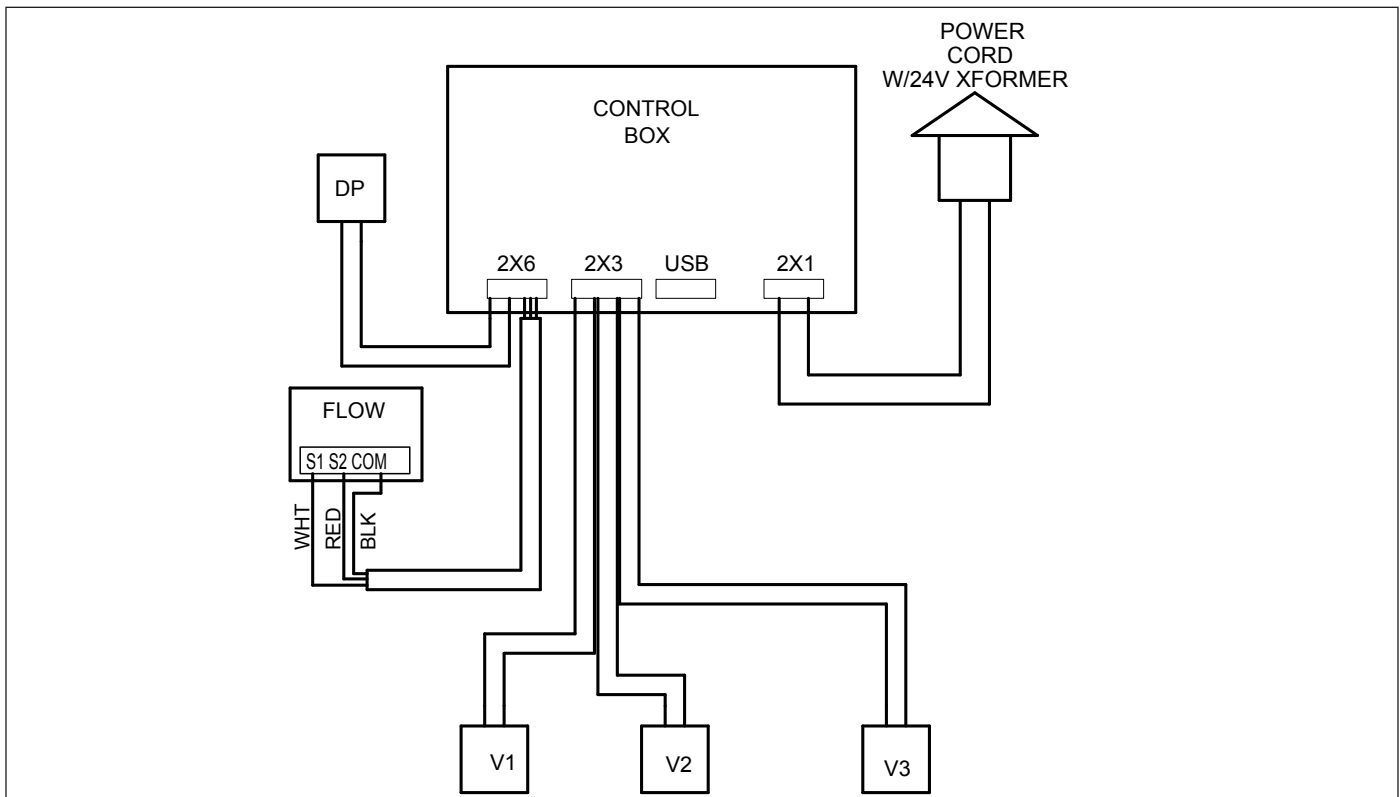 POWER
CORD
W/24V XFORMER
CONTROL
BOX
DP
2X6 2X3 USB 2X1
FLOW
S1 S2 COM
WHT
RED
BLK
V1 V2 V3